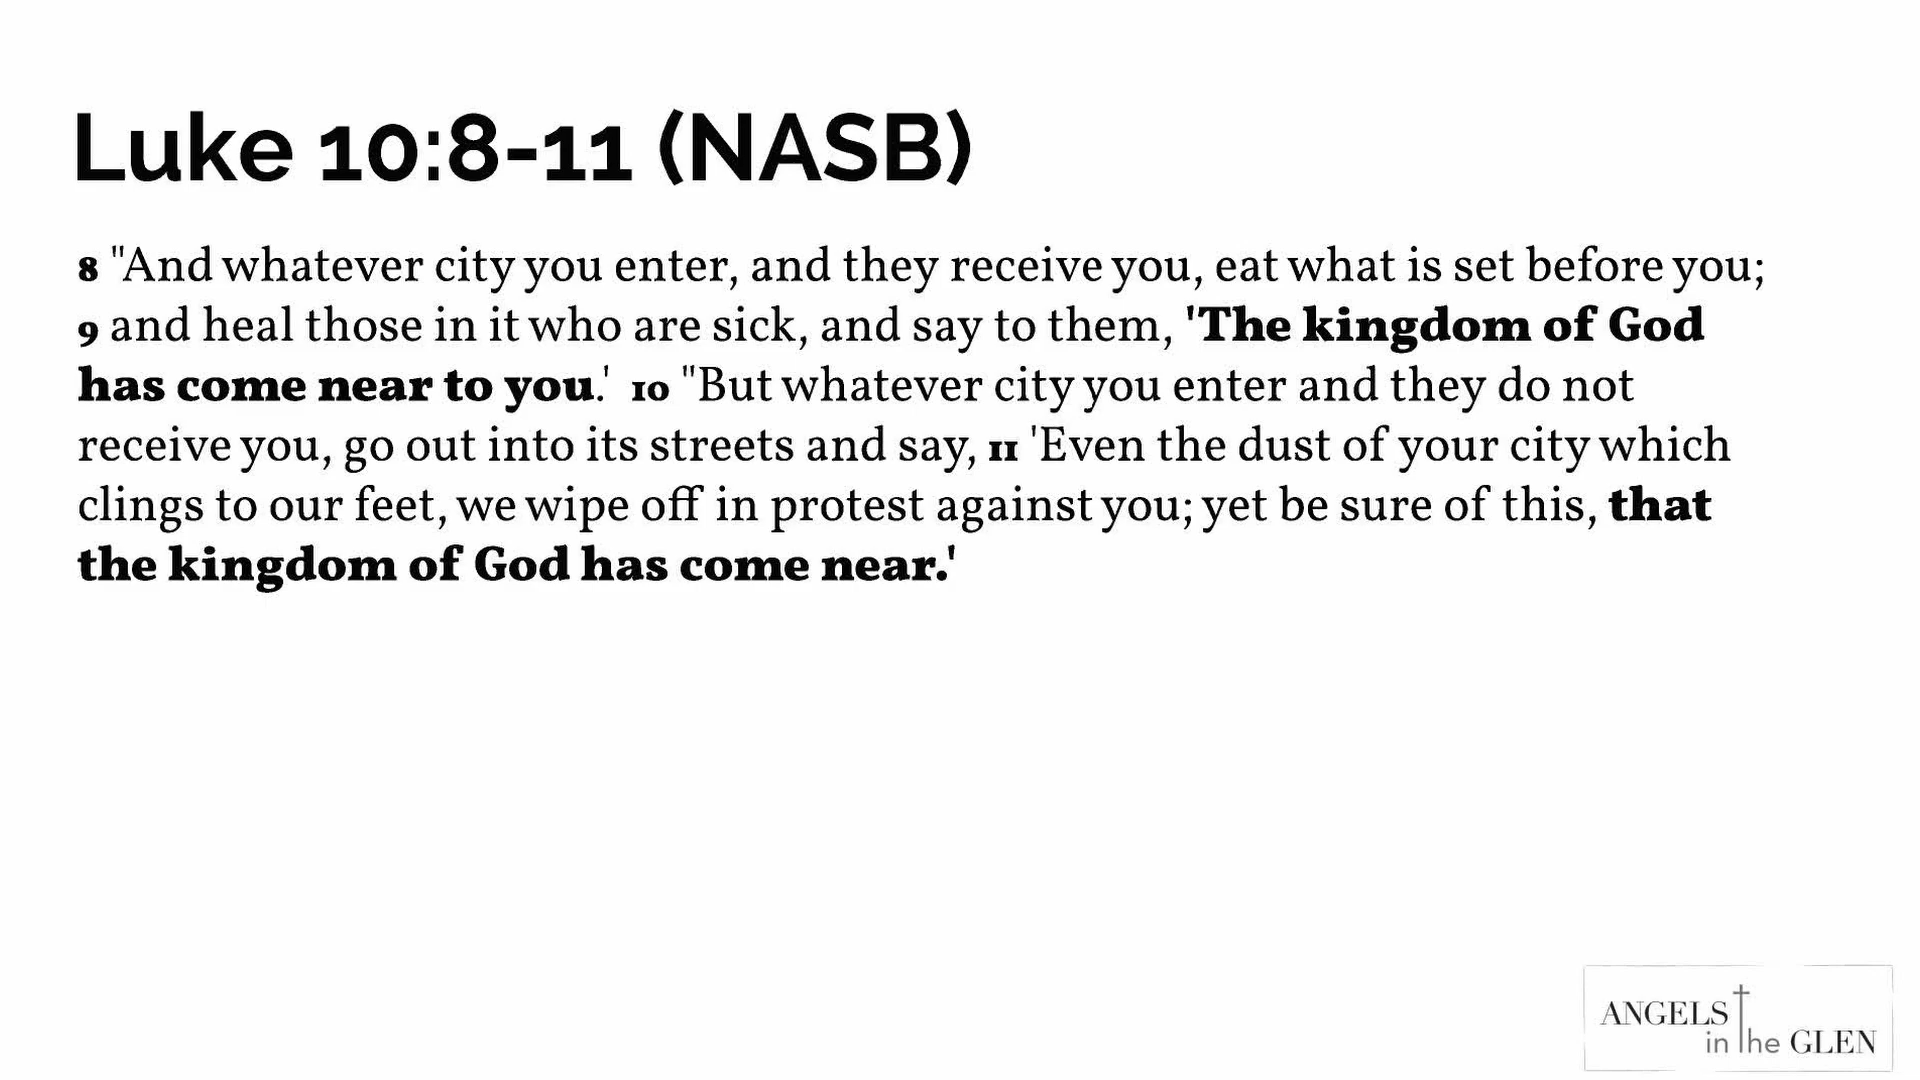 Luke 10:8-11 (NASB)
8 "And whatever city you enter, and they receive you, eat what is set before you;
9 and heal those in it who are sick, and say to them, 'The kingdom of God
has come near to you.' 10 "But whatever city you enter and they do not
receive you, go out into its streets and say, 11 'Even the dust of your city which
clings to our feet, we wipe off in protest against you; yet be sure of this, that
the kingdom of God has come near.'
ANGELS
in the GLEN